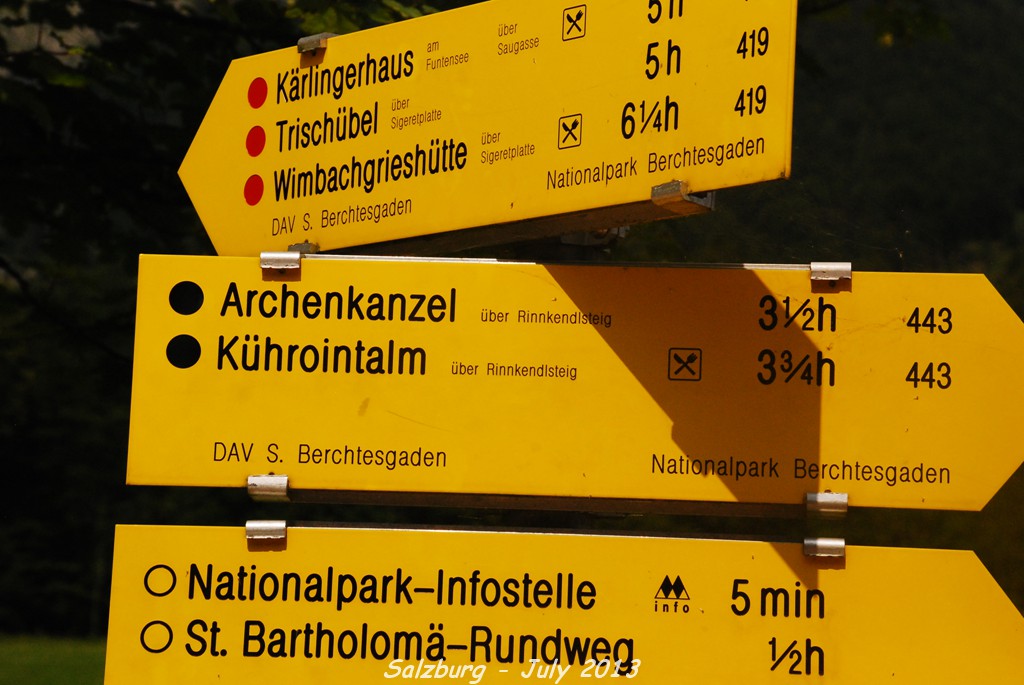 Kärlingerhaus am Funtensee über Saugasse 5h
Trischübel über Sigeretplatte 5h 419
Wimbachgrieshütte über Sigeretplatte 6¼h 419
DAV S. Berchtesgaden Nationalpark Berchtesgaden
Archenkanzel über Rinnkendlsteig 3½h 443
Kührointalm über Rinnkendlsteig 3¾h 443
DAV S. Berchtesgaden Nationalpark Berchtesgaden
Nationalpark-Infostelle info 5 min
St. Bartholomä-Rundweg ½h
Salzburg - July 2013